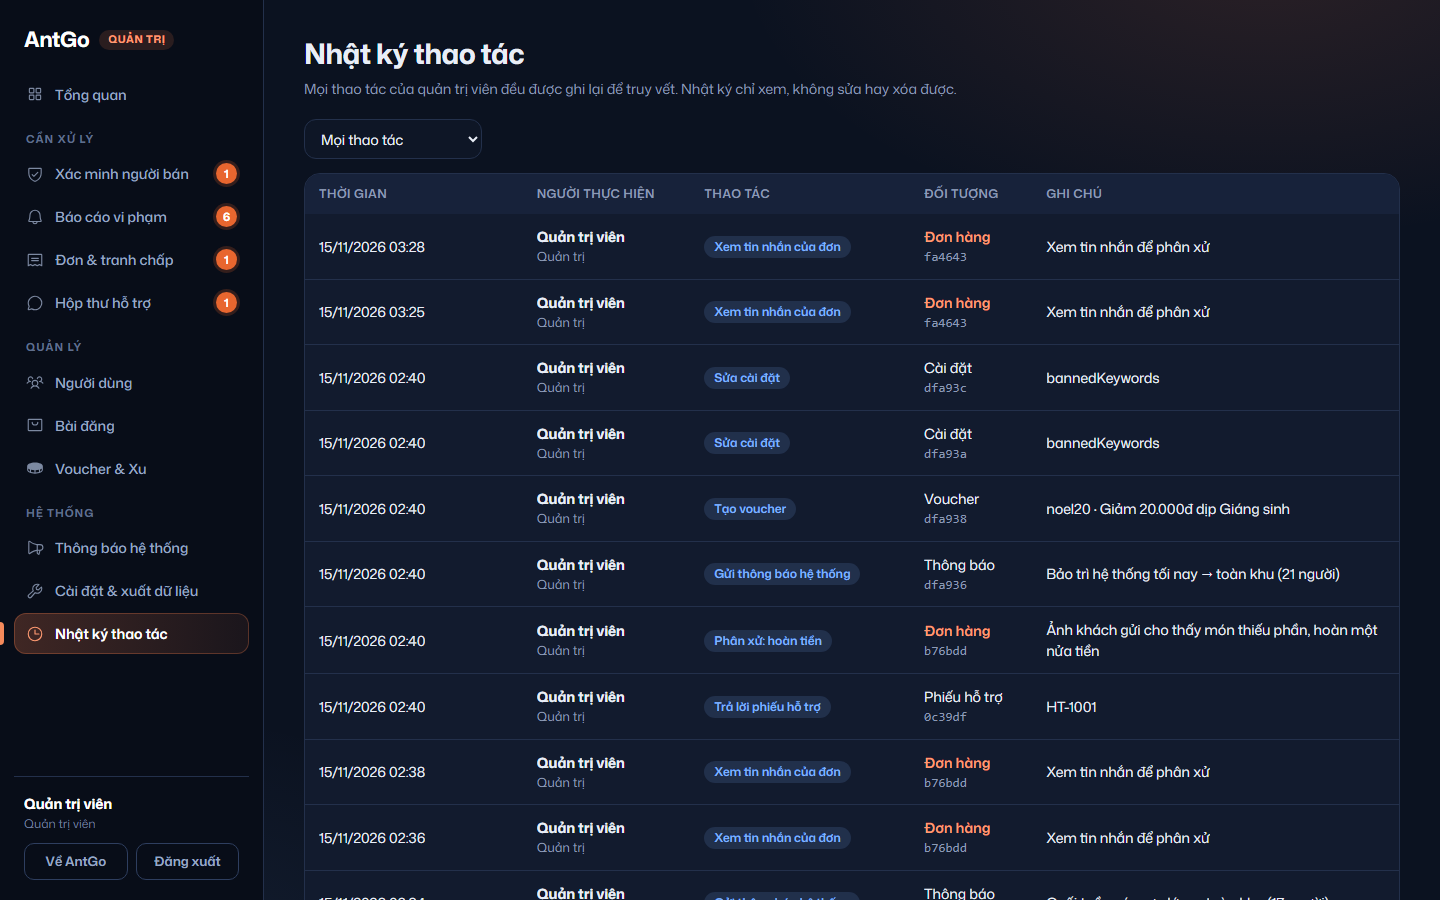 AntGo QUẢN TRỊ
Tổng quan
CẦN XỬ LÝ
Xác minh người bán 1
Báo cáo vi phạm 6
Đơn & tranh chấp 1
Hộp thư hỗ trợ 1
QUẢN LÝ
Người dùng
Bài đăng
Voucher & Xu
HỆ THỐNG
Thông báo hệ thống
Cài đặt & xuất dữ liệu
Nhật ký thao tác
Quản trị viên
Quản trị viên
Về AntGo Đăng xuất
Nhật ký thao tác
Mọi thao tác của quản trị viên đều được ghi lại để truy vết. Nhật ký chỉ xem, không sửa hay xóa được.
Mọi thao tác
THỜI GIAN NGƯỜI THỰC HIỆN THAO TÁC ĐỐI TƯỢNG GHI CHÚ
15/11/2026 03:28 Quản trị viên Xem tin nhắn của đơn Đơn hàng Xem tin nhắn để phân xử
Quản trị fa4643
15/11/2026 03:25 Quản trị viên Xem tin nhắn của đơn Đơn hàng Xem tin nhắn để phân xử
Quản trị fa4643
15/11/2026 02:40 Quản trị viên Sửa cài đặt Cài đặt bannedKeywords
Quản trị dfa93c
15/11/2026 02:40 Quản trị viên Sửa cài đặt Cài đặt bannedKeywords
Quản trị dfa93a
15/11/2026 02:40 Quản trị viên Tạo voucher Voucher noel20 · Giảm 20.000đ dịp Giáng sinh
Quản trị dfa938
15/11/2026 02:40 Quản trị viên Gửi thông báo hệ thống Thông báo Bảo trì hệ thống tối nay → toàn khu (21 người)
Quản trị dfa936
15/11/2026 02:40 Quản trị viên Phân xử: hoàn tiền Đơn hàng Ảnh khách gửi cho thấy món thiếu phần, hoàn một
Quản trị b76bdd nửa tiền
15/11/2026 02:40 Quản trị viên Trả lời phiếu hỗ trợ Phiếu hỗ trợ HT-1001
Quản trị 0c39df
15/11/2026 02:38 Quản trị viên Xem tin nhắn của đơn Đơn hàng Xem tin nhắn để phân xử
Quản trị b76bdd
15/11/2026 02:36 Quản trị viên Xem tin nhắn của đơn Đơn hàng Xem tin nhắn để phân xử
Quản trị b76bdd
Quản trị viên Thông báo